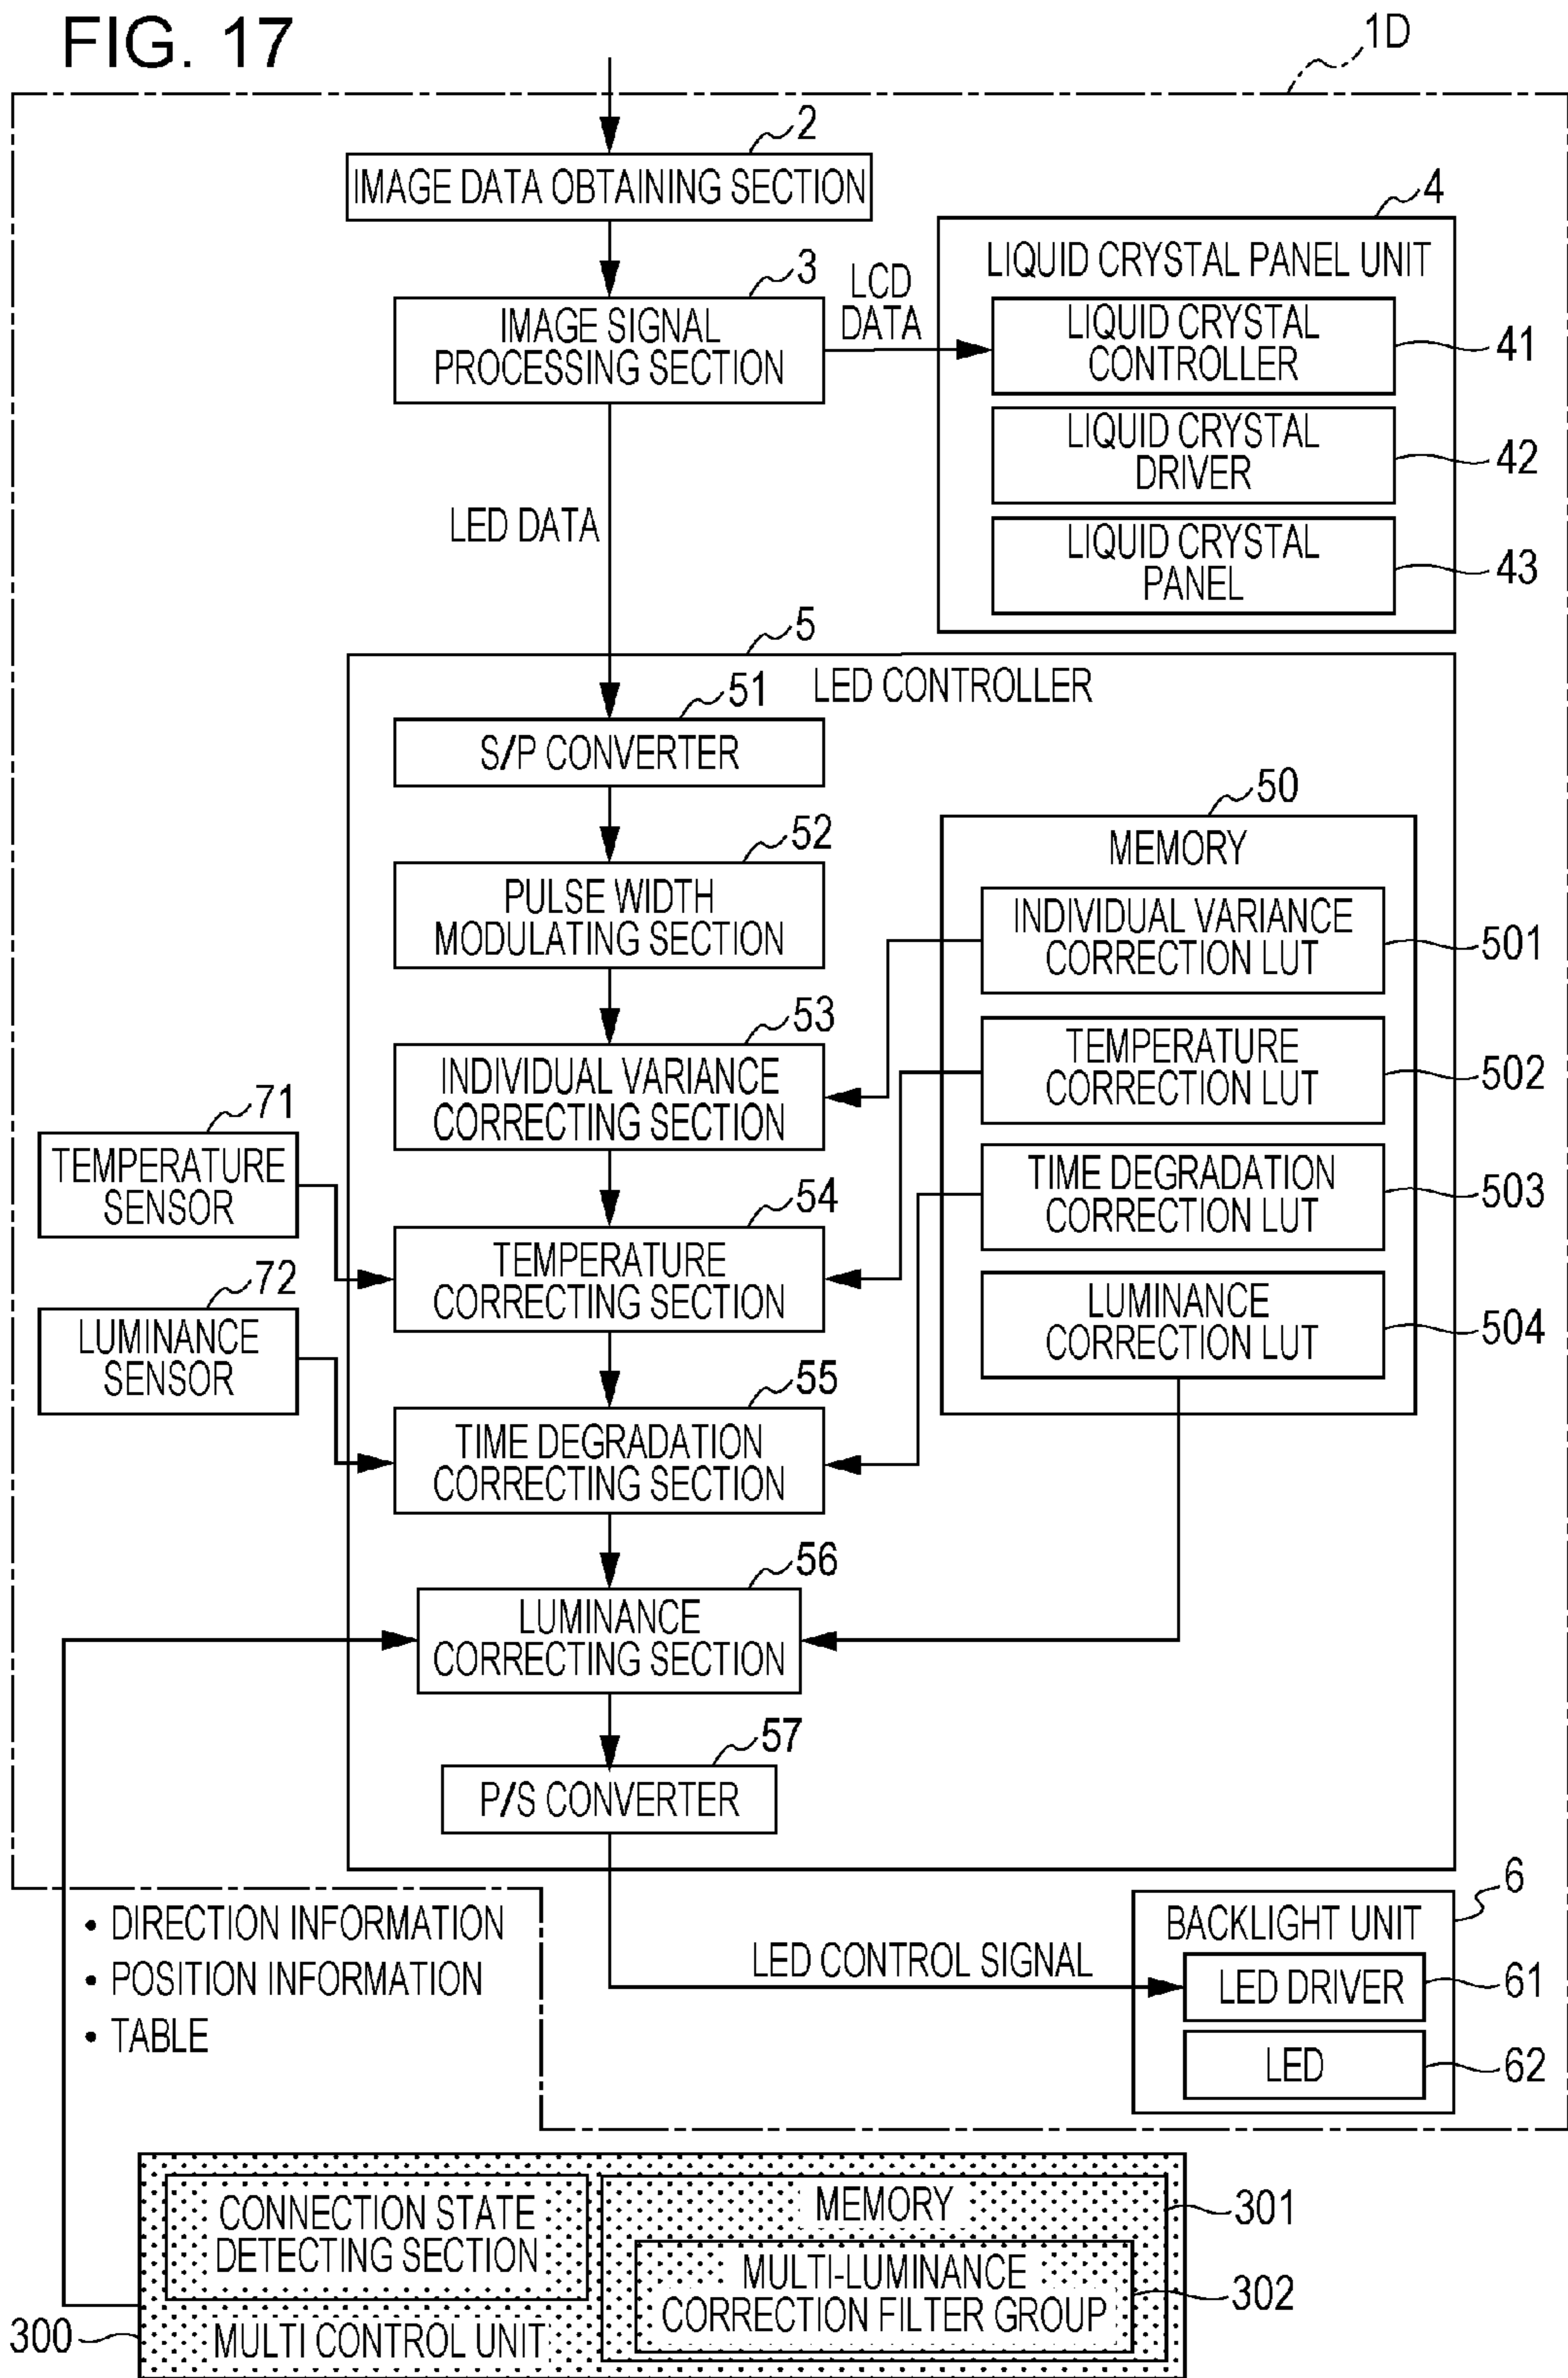 FIG. 17
1D
2
IMAGE DATA OBTAINING SECTION
3
IMAGE SIGNAL
PROCESSING SECTION
LCD
DATA
4
LIQUID CRYSTAL PANEL UNIT
LIQUID CRYSTAL
CONTROLLER
41
LIQUID CRYSTAL
DRIVER
42
LIQUID CRYSTAL
PANEL
43
LED DATA
5
LED CONTROLLER
51
S/P CONVERTER
52
PULSE WIDTH
MODULATING SECTION
50
MEMORY
INDIVIDUAL VARIANCE
CORRECTION LUT
501
TEMPERATURE
CORRECTION LUT
502
TIME DEGRADATION
CORRECTION LUT
503
LUMINANCE
CORRECTION LUT
504
53
INDIVIDUAL VARIANCE
CORRECTING SECTION
71
TEMPERATURE
SENSOR
54
TEMPERATURE
CORRECTING SECTION
72
LUMINANCE
SENSOR
55
TIME DEGRADATION
CORRECTING SECTION
56
LUMINANCE
CORRECTING SECTION
57
P/S CONVERTER
• DIRECTION INFORMATION
• POSITION INFORMATION
• TABLE
LED CONTROL SIGNAL
6
BACKLIGHT UNIT
LED DRIVER
61
LED
62
CONNECTION STATE
DETECTING SECTION
MEMORY
301
MULTI-LUMINANCE
CORRECTION FILTER GROUP
302
300
MULTI CONTROL UNIT